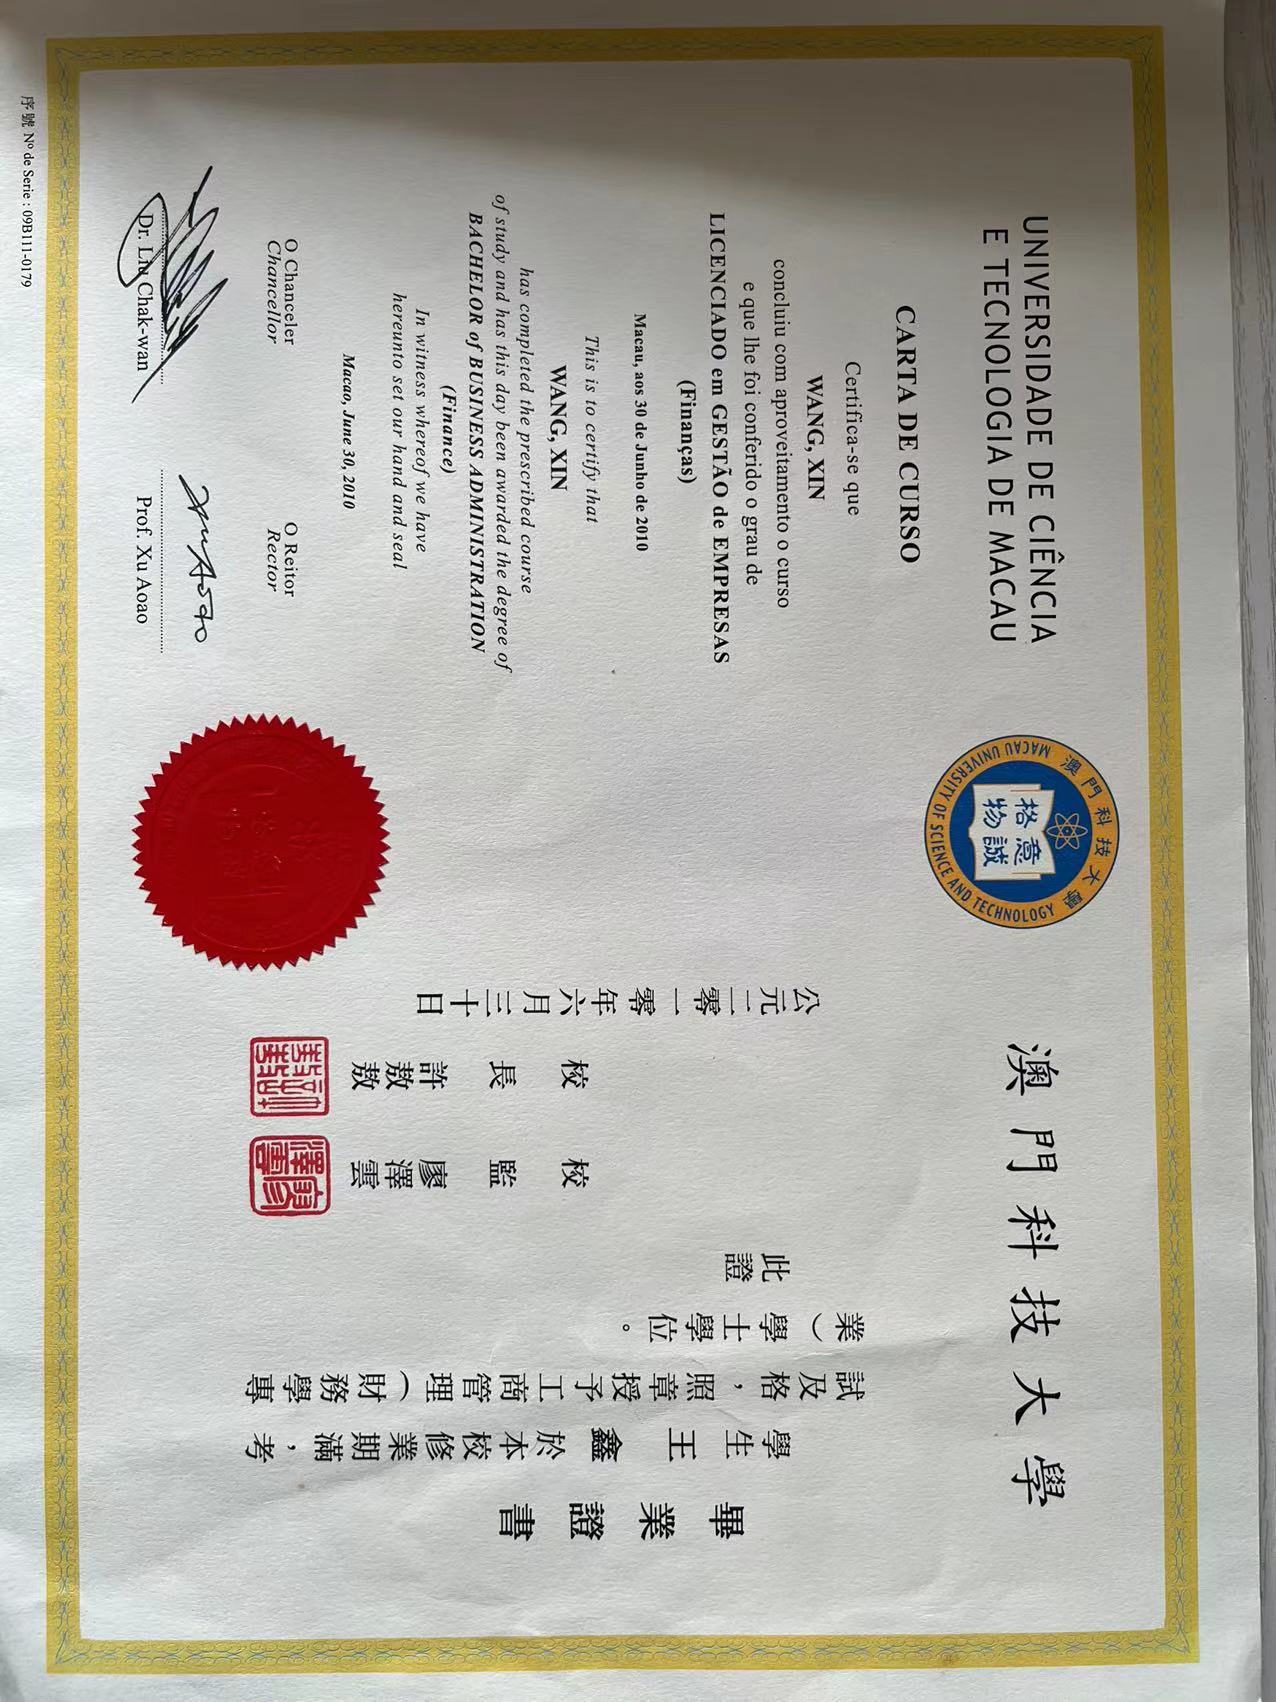 UNIVERSIDADE DE CIÊNCIA
E TECNOLOGIA DE MACAU
CARTA DE CURSO
Certifica-se que
WANG, XIN
concluiu com aproveitamento o curso
e que lhe foi conferido o grau de
LICENCIADO em GESTÃO de EMPRESAS
(Finanças)
Macau, aos 30 de Junho de 2010
This is to certify that
WANG, XIN
has completed the prescribed course
of study and has this day been awarded the degree of
BACHELOR of BUSINESS ADMINISTRATION
(Finance)
In witness whereof we have
hereunto set our hand and seal
Macao, June 30, 2010
O Chanceler
Chancellor
Dr. Liu Chak-wan
O Reitor
Rector
Xu Aoao
Prof. Xu Aoao
澳門科技大學
MACAU UNIVERSITY OF SCIENCE AND TECHNOLOGY
意誠
格物
澳門科技大學
畢業證書
學生王鑫於本校修業期滿，考
試及格，照章授予工商管理（財務學專
業）學士學位。
此證
校監 廖澤雲
校長 許敖敖
公元二零一零年六月三十日
序號 Nº de Serie : 09B111-0179